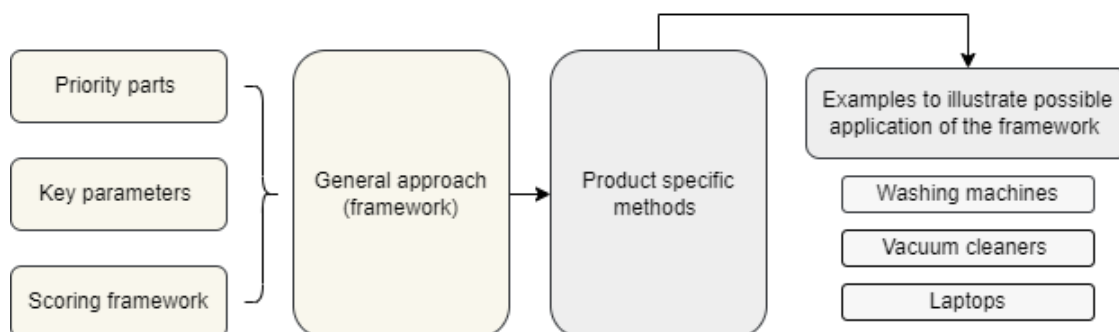 Priority parts
Key parameters
Scoring framework
General approach
(framework)
Product specific
methods
Examples to illustrate possible
application of the framework
Washing machines
Vacuum cleaners
Laptops